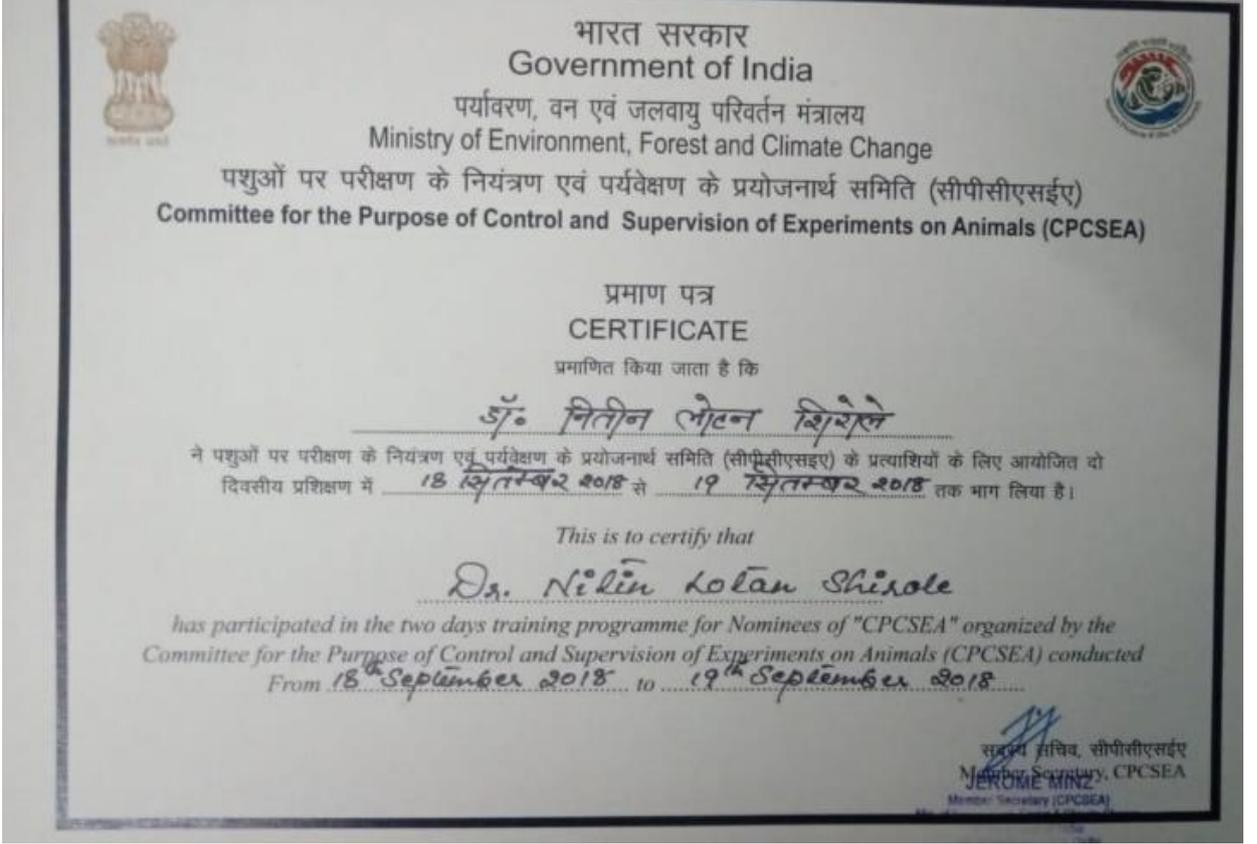 भारत सरकार
Government of India
पर्यावरण, वन एवं जलवायु परिवर्तन मंत्रालय
Ministry of Environment, Forest and Climate Change
पशुओं पर परीक्षण के नियंत्रण एवं पर्यवेक्षण के प्रयोजनार्थ समिति (सीपीसीएसईए)
Committee for the Purpose of Control and Supervision of Experiments on Animals (CPCSEA)
प्रमाण पत्र
CERTIFICATE
प्रमाणित किया जाता है कि
डॉ. नितीन लोटन शिरोले
ने पशुओं पर परीक्षण के नियंत्रण एवं पर्यवेक्षण के प्रयोजनार्थ समिति (सीपीसीएसइए) के प्रत्याशियों के लिए आयोजित दो
दिवसीय प्रशिक्षण में 18 सितम्बर 2018 से 19 सितम्बर 2018 तक भाग लिया है।
This is to certify that
Dr. Nitin Lotan Shirole
has participated in the two days training programme for Nominees of "CPCSEA" organized by the
Committee for the Purpose of Control and Supervision of Experiments on Animals (CPCSEA) conducted
From 18th September 2018 to 19th September 2018
सदस्य सचिव, सीपीसीएसईए
Member Secretary, CPCSEA
JEROME MINZ
Member Secretary (CPCSEA)